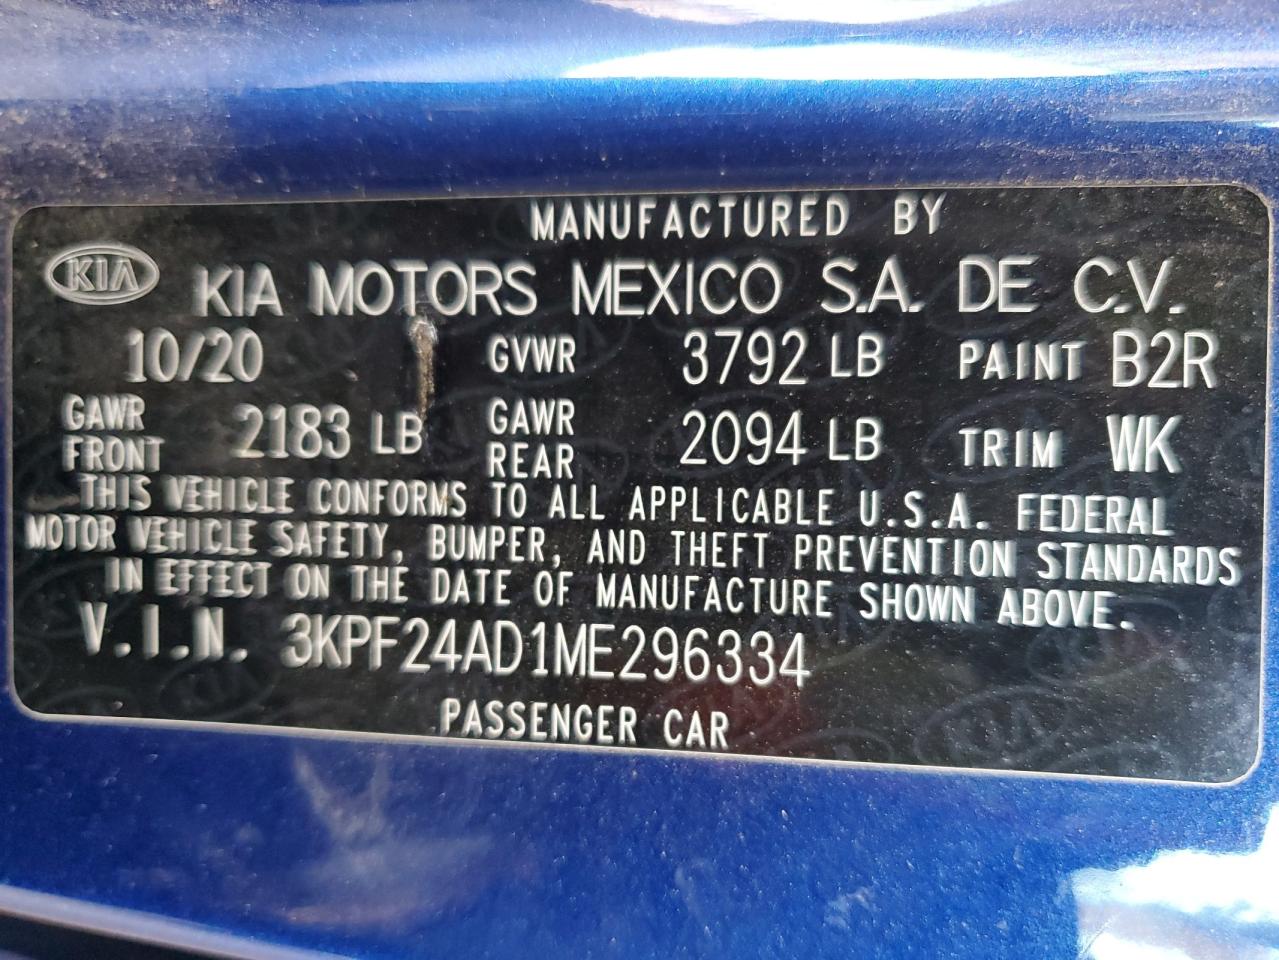 MANUFACTURED BY
KIA KIA MOTORS MEXICO S.A. DE C.V.
10/20 GVWR 3792 LB PAINT B2R
GAWR FRONT 2183 LB GAWR REAR 2094 LB TRIM WK
THIS VEHICLE CONFORMS TO ALL APPLICABLE U.S.A. FEDERAL
MOTOR VEHICLE SAFETY, BUMPER, AND THEFT PREVENTION STANDARDS
IN EFFECT ON THE DATE OF MANUFACTURE SHOWN ABOVE.
V.I.N. 3KPF24AD1ME296334
PASSENGER CAR